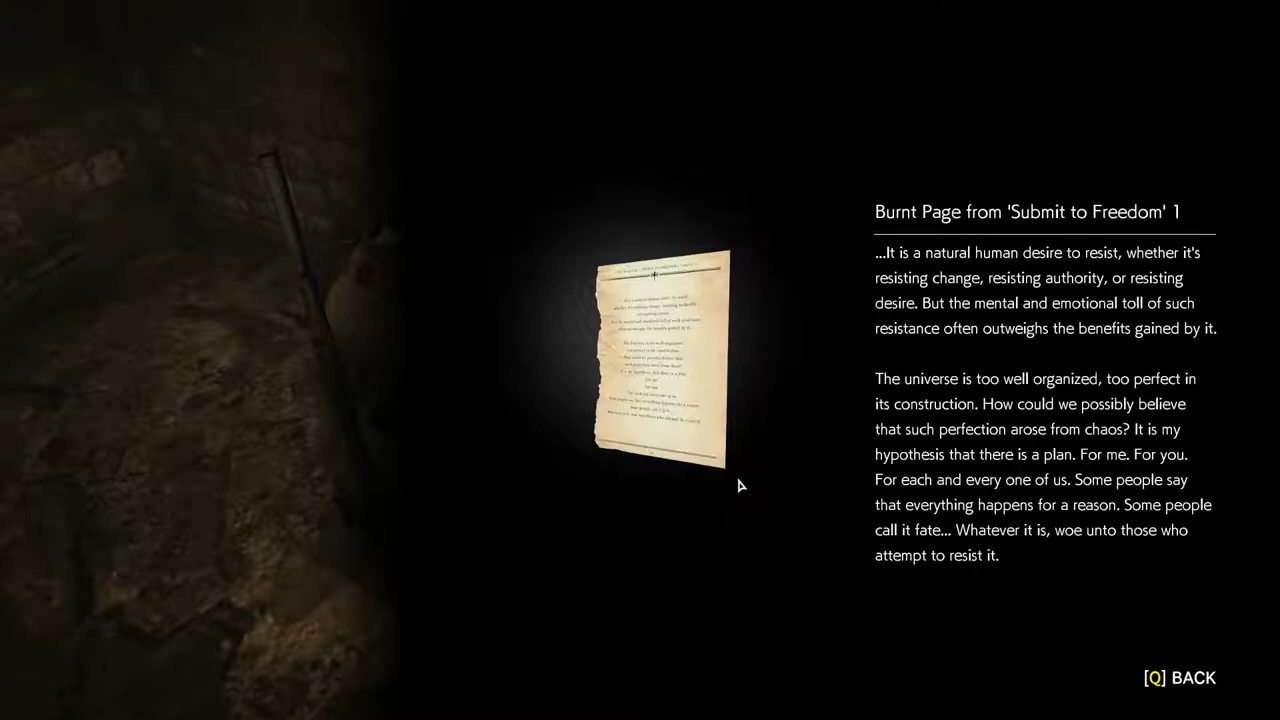 Burnt Page from 'Submit to Freedom' 1
...It is a natural human desire to resist, whether it's
resisting change, resisting authority, or resisting
desire. But the mental and emotional toll of such
resistance often outweighs the benefits gained by it.
The universe is too well organized, too perfect in
its construction. How could we possibly believe
that such perfection arose from chaos? It is my
hypothesis that there is a plan. For me. For you.
For each and every one of us. Some people say
that everything happens for a reason. Some people
call it fate... Whatever it is, woe unto those who
attempt to resist it.
[Q] BACK